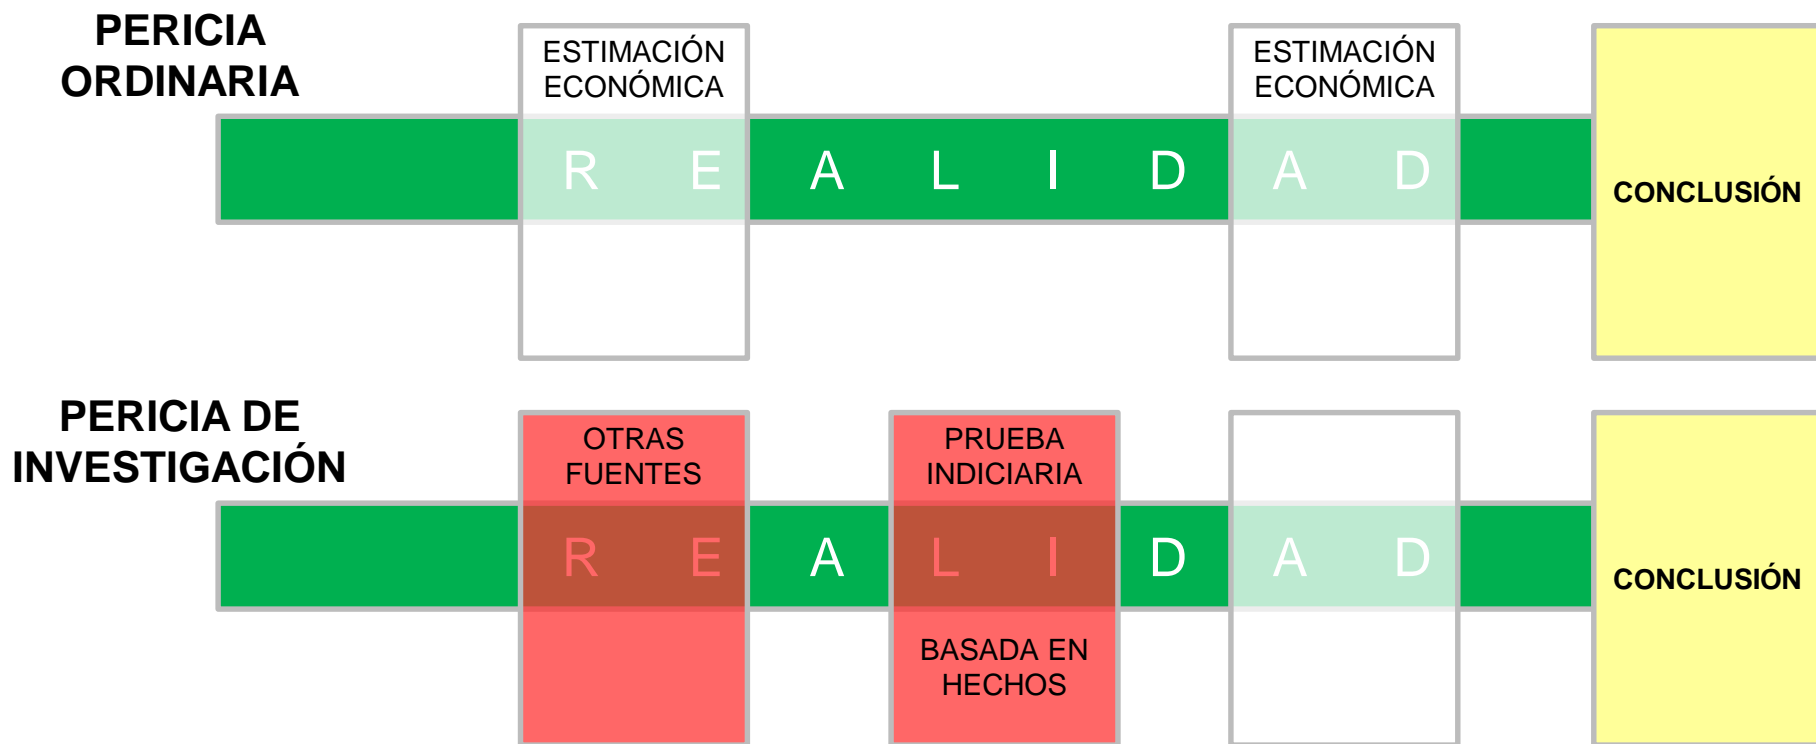 PERICIA
ORDINARIA
ESTIMACIÓN
ECONÓMICA
ESTIMACIÓN
ECONÓMICA
R E A L I D A D
CONCLUSIÓN
PERICIA DE
INVESTIGACIÓN
OTRAS
FUENTES
PRUEBA
INDICIARIA
R E A L I D A D
BASADA EN
HECHOS
CONCLUSIÓN